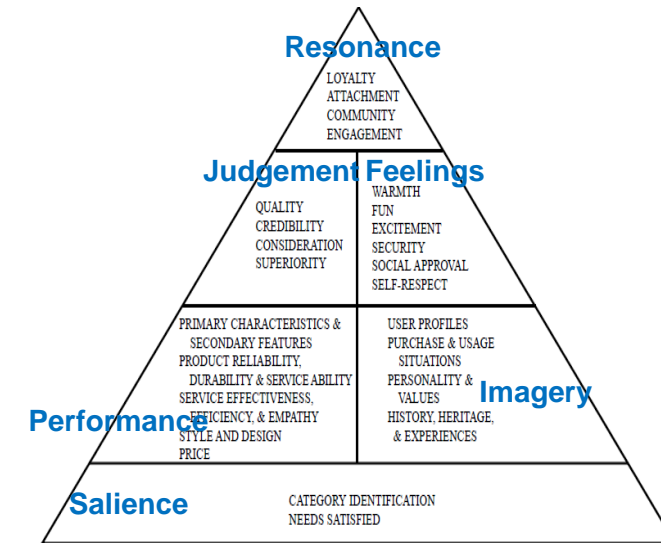 Resonance
LOYALTY
ATTACHMENT
COMMUNITY
ENGAGEMENT
Judgement
QUALITY
CREDIBILITY
CONSIDERATION
SUPERIORITY
Feelings
WARMTH
FUN
EXCITEMENT
SECURITY
SOCIAL APPROVAL
SELF-RESPECT
Performance
PRIMARY CHARACTERISTICS &
SECONDARY FEATURES
PRODUCT RELIABILITY,
DURABILITY & SERVICE ABILITY
SERVICE EFFECTIVENESS,
EFFICIENCY, & EMPATHY
STYLE AND DESIGN
PRICE
Imagery
USER PROFILES
PURCHASE & USAGE
SITUATIONS
PERSONALITY &
VALUES
HISTORY, HERITAGE,
& EXPERIENCES
Salience
CATEGORY IDENTIFICATION
NEEDS SATISFIED